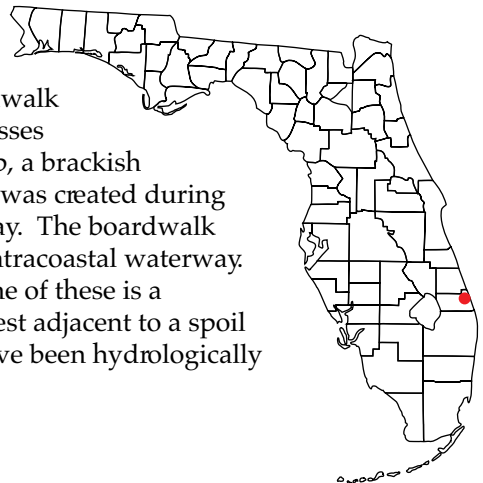 walk
sses
o, a brackish
was created during
ay. The boardwalk
ntracoastal waterway.
ne of these is a
est adjacent to a spoil
ve been hydrologically